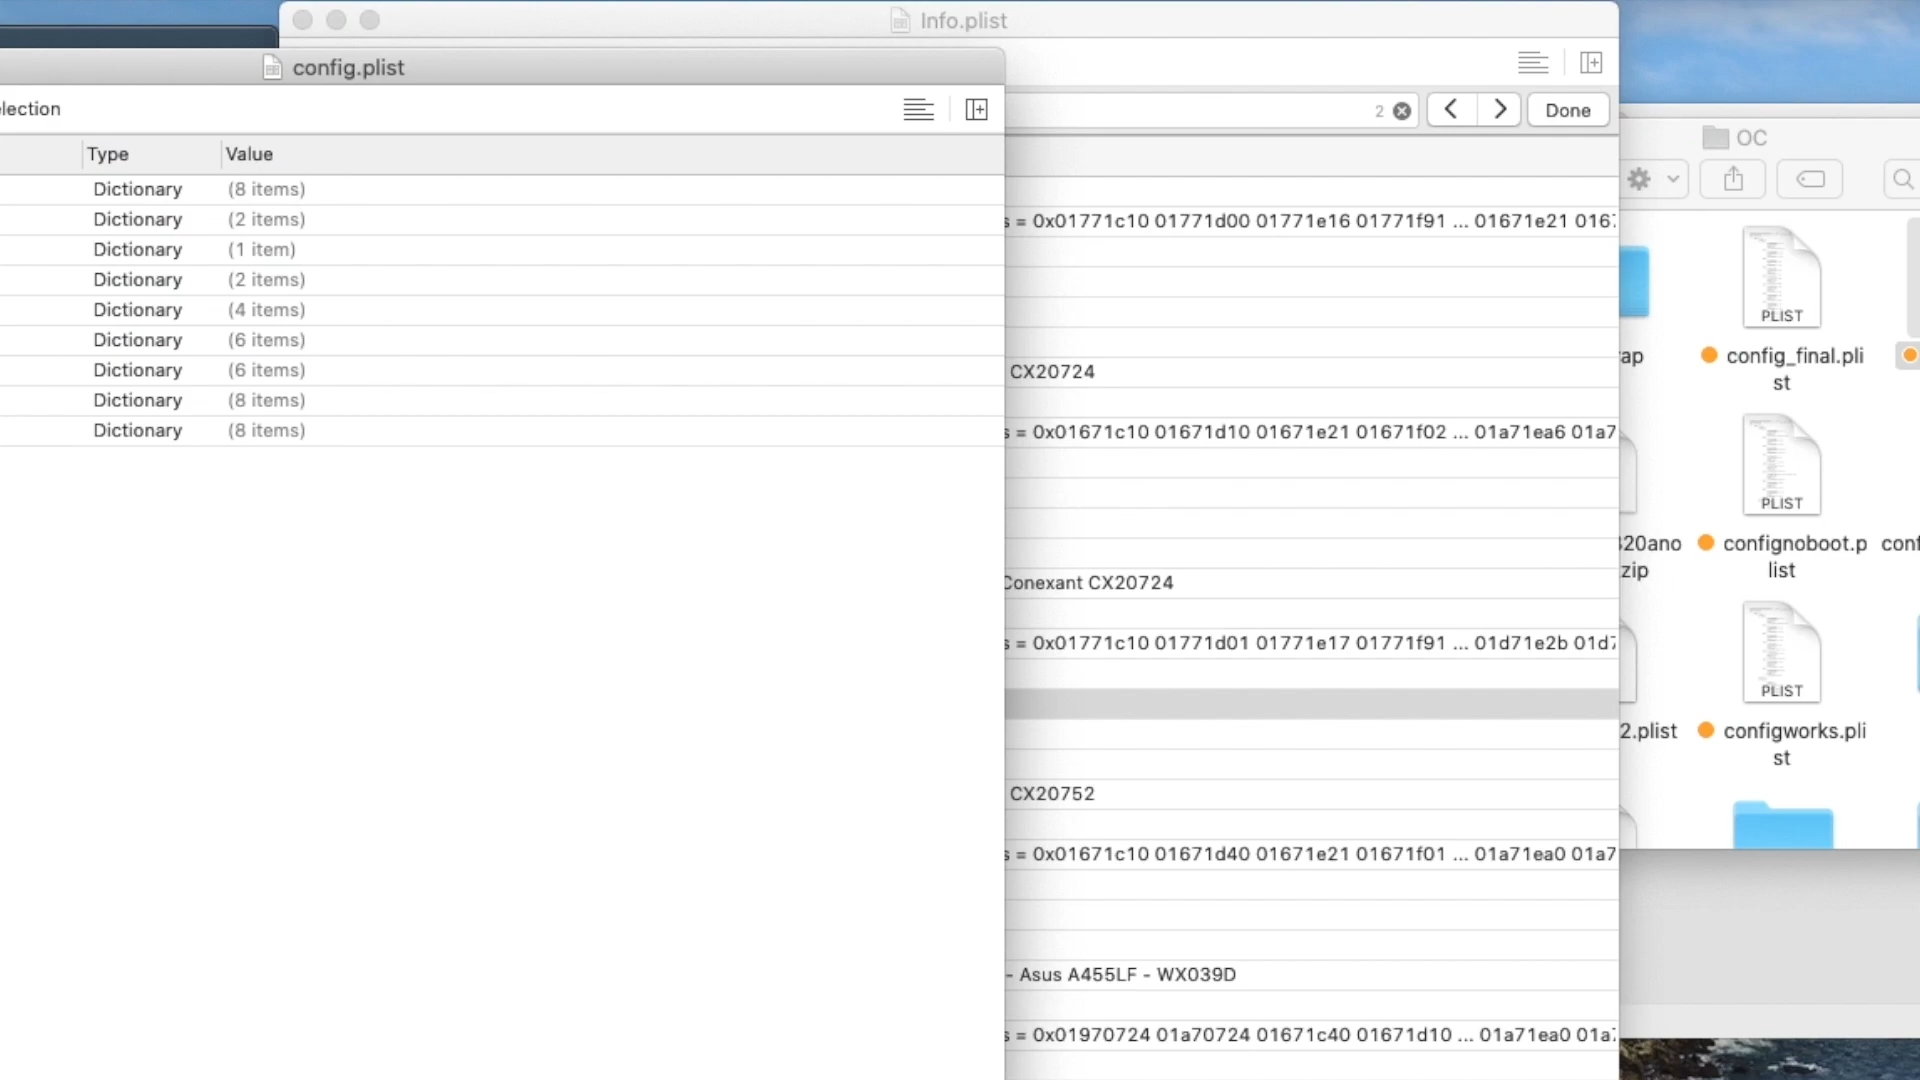 Info.plist
config.plist
2
Done
Type
Value
Dictionary (8 items)
Dictionary (2 items)
Dictionary (1 item)
Dictionary (2 items)
Dictionary (4 items)
Dictionary (6 items)
Dictionary (6 items)
Dictionary (8 items)
Dictionary (8 items)
= 0x01771c10 01771d00 01771e16 01771f91 ... 01671e21
CX20724
= 0x01671c10 01671d10 01671e21 01671f02 ... 01a71ea6
Conexant CX20724
= 0x01771c10 01771d01 01771e17 01771f91 ... 01d71e2b
CX20752
= 0x01671c10 01671d40 01671e21 01671f01 ... 01a71ea0
- Asus A455LF - WX039D
= 0x01970724 01a70724 01671c40 01671d10 ... 01a71ea0
OC
PLIST
config_final.pli
st
PLIST
confignoboot.p
list
zip
PLIST
2.plist
configworks.pli
st